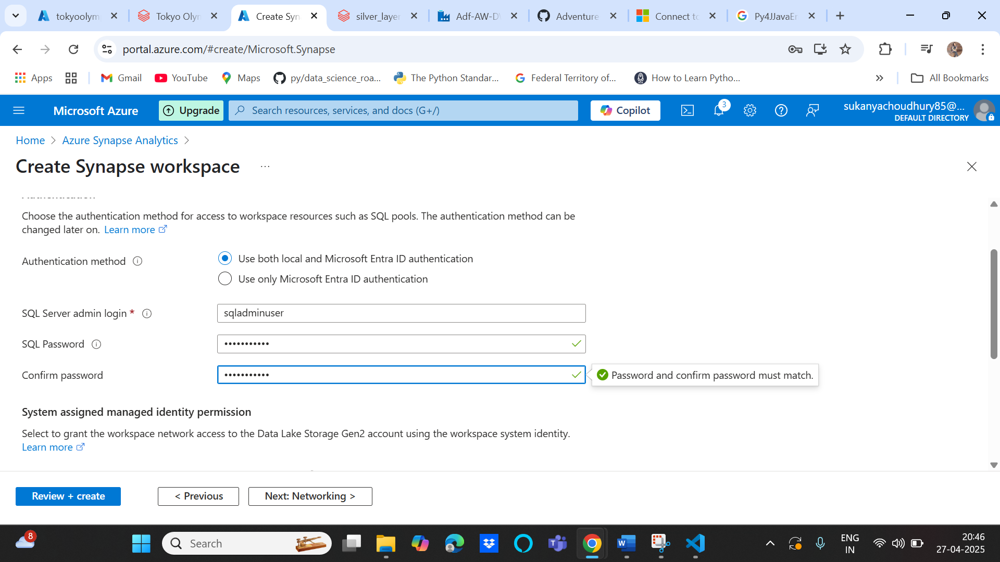 tokyoolym
Tokyo Olyn
Create Syn
silver_layer
Adf-AW-DV
Adventure
Connect to
Py4JJavaEr
portal.azure.com/#create/Microsoft.Synapse
Apps
Gmail
YouTube
Maps
py/data_science_roa...
The Python Standar...
Federal Territory of...
How to Learn Pytho...
All Bookmarks
Microsoft Azure
Upgrade
Search resources, services, and docs (G+/)
Copilot
3
sukanyachoudhury85@...
DEFAULT DIRECTORY
Home > Azure Synapse Analytics >
Create Synapse workspace ...
Choose the authentication method for access to workspace resources such as SQL pools. The authentication method can be
changed later on. Learn more
Authentication method
Use both local and Microsoft Entra ID authentication
Use only Microsoft Entra ID authentication
SQL Server admin login *
sqladminuser
SQL Password
•••••••••••
Confirm password
•••••••••••
Password and confirm password must match.
System assigned managed identity permission
Select to grant the workspace network access to the Data Lake Storage Gen2 account using the workspace system identity.
Learn more
Review + create
< Previous
Next: Networking >
8
Search
ENG
IN
20:46
27-04-2025